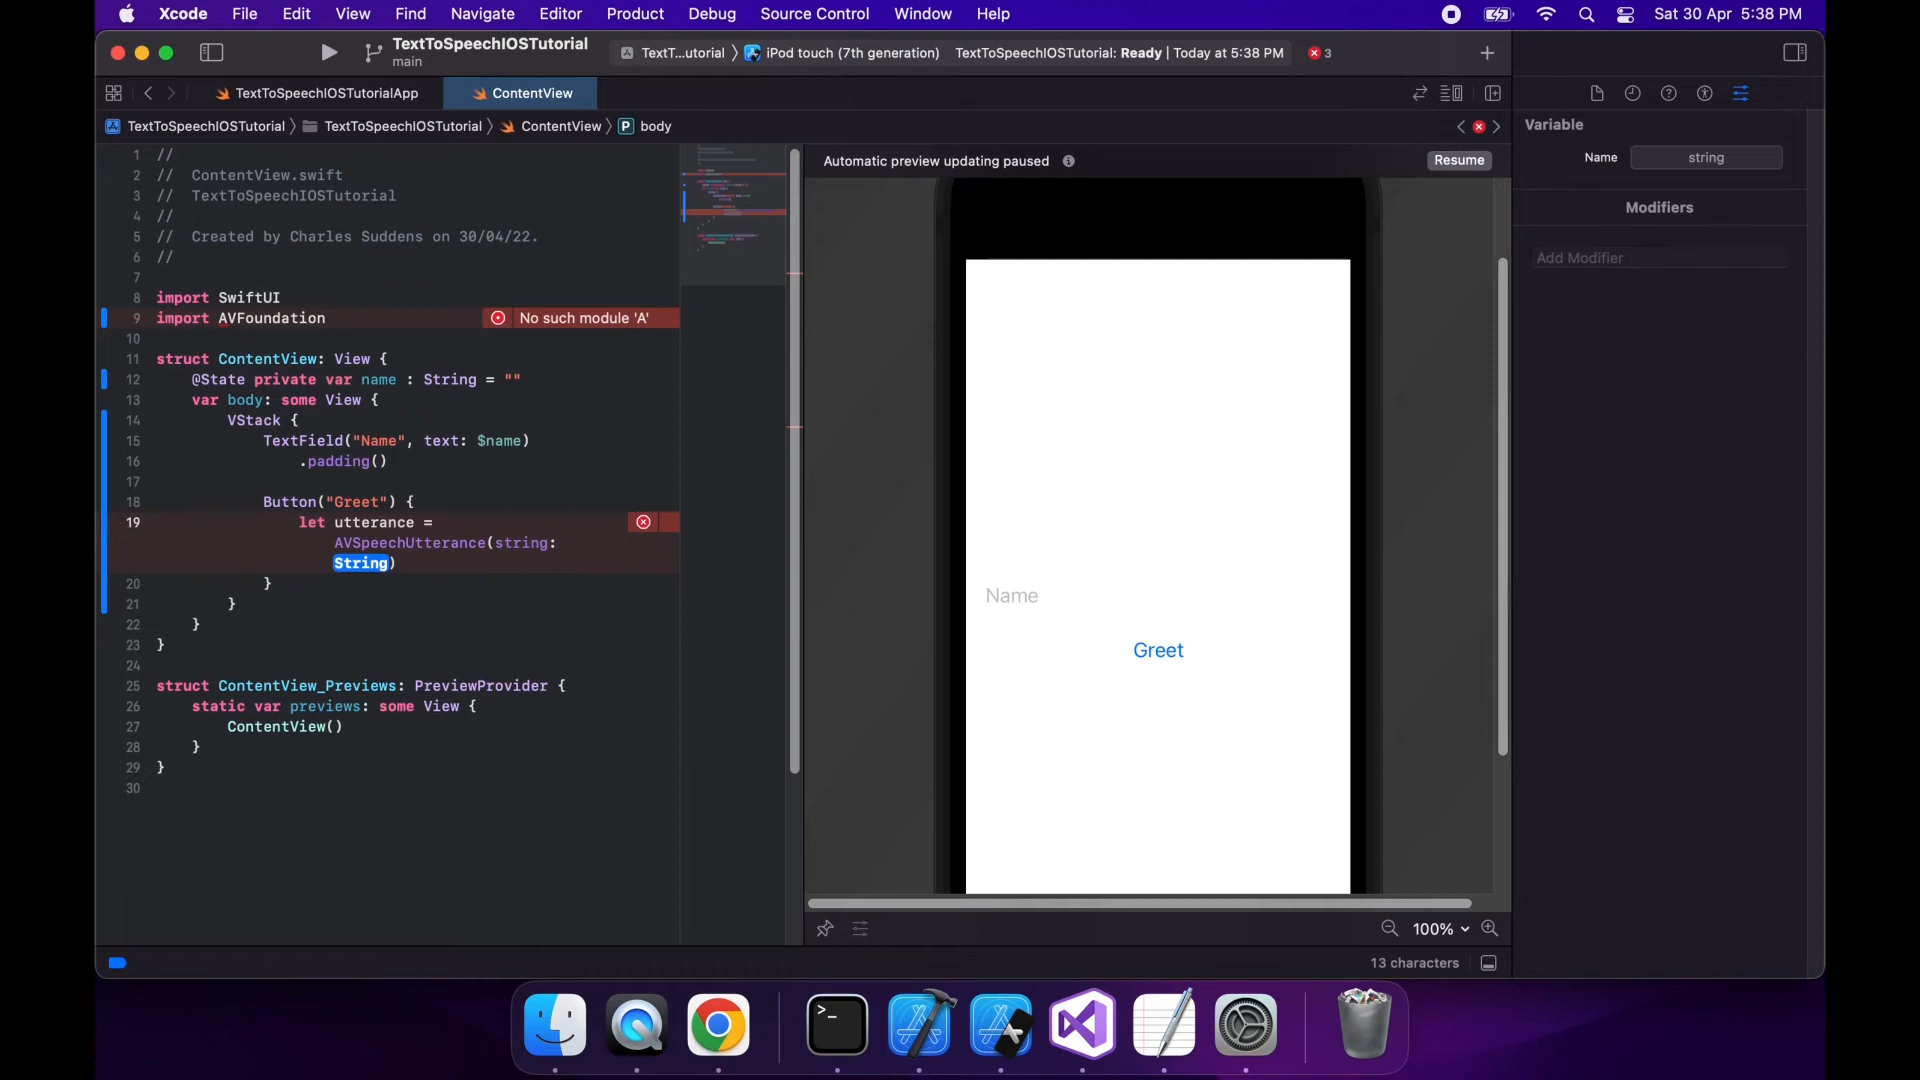 Xcode File Edit View Find Navigate Editor Product Debug Source Control Window Help
Sat 30 Apr 5:38 PM
TextToSpeechIOSTutorial
main
TextT...utorial
iPod touch (7th generation)
TextToSpeechIOSTutorial: Ready | Today at 5:38 PM
3
TextToSpeechIOSTutorialApp
ContentView
TextToSpeechIOSTutorial
TextToSpeechIOSTutorial
ContentView
P body
1 //
2 // ContentView.swift
3 // TextToSpeechIOSTutorial
4 //
5 // Created by Charles Suddens on 30/04/22.
6 //
7
8 import SwiftUI
9 import AVFoundation
No such module 'A'
10
11 struct ContentView: View {
12 @State private var name : String = ""
13 var body: some View {
14 VStack {
15 TextField("Name", text: $name)
16 .padding()
17
18 Button("Greet") {
19 let utterance =
AVSpeechUtterance(string:
String)
20 }
21 }
22 }
23 }
24
25 struct ContentView_Previews: PreviewProvider {
26 static var previews: some View {
27 ContentView()
28 }
29 }
30
Automatic preview updating paused
Resume
Name
Greet
100%
13 characters
Variable
Name string
Modifiers
Add Modifier
>_